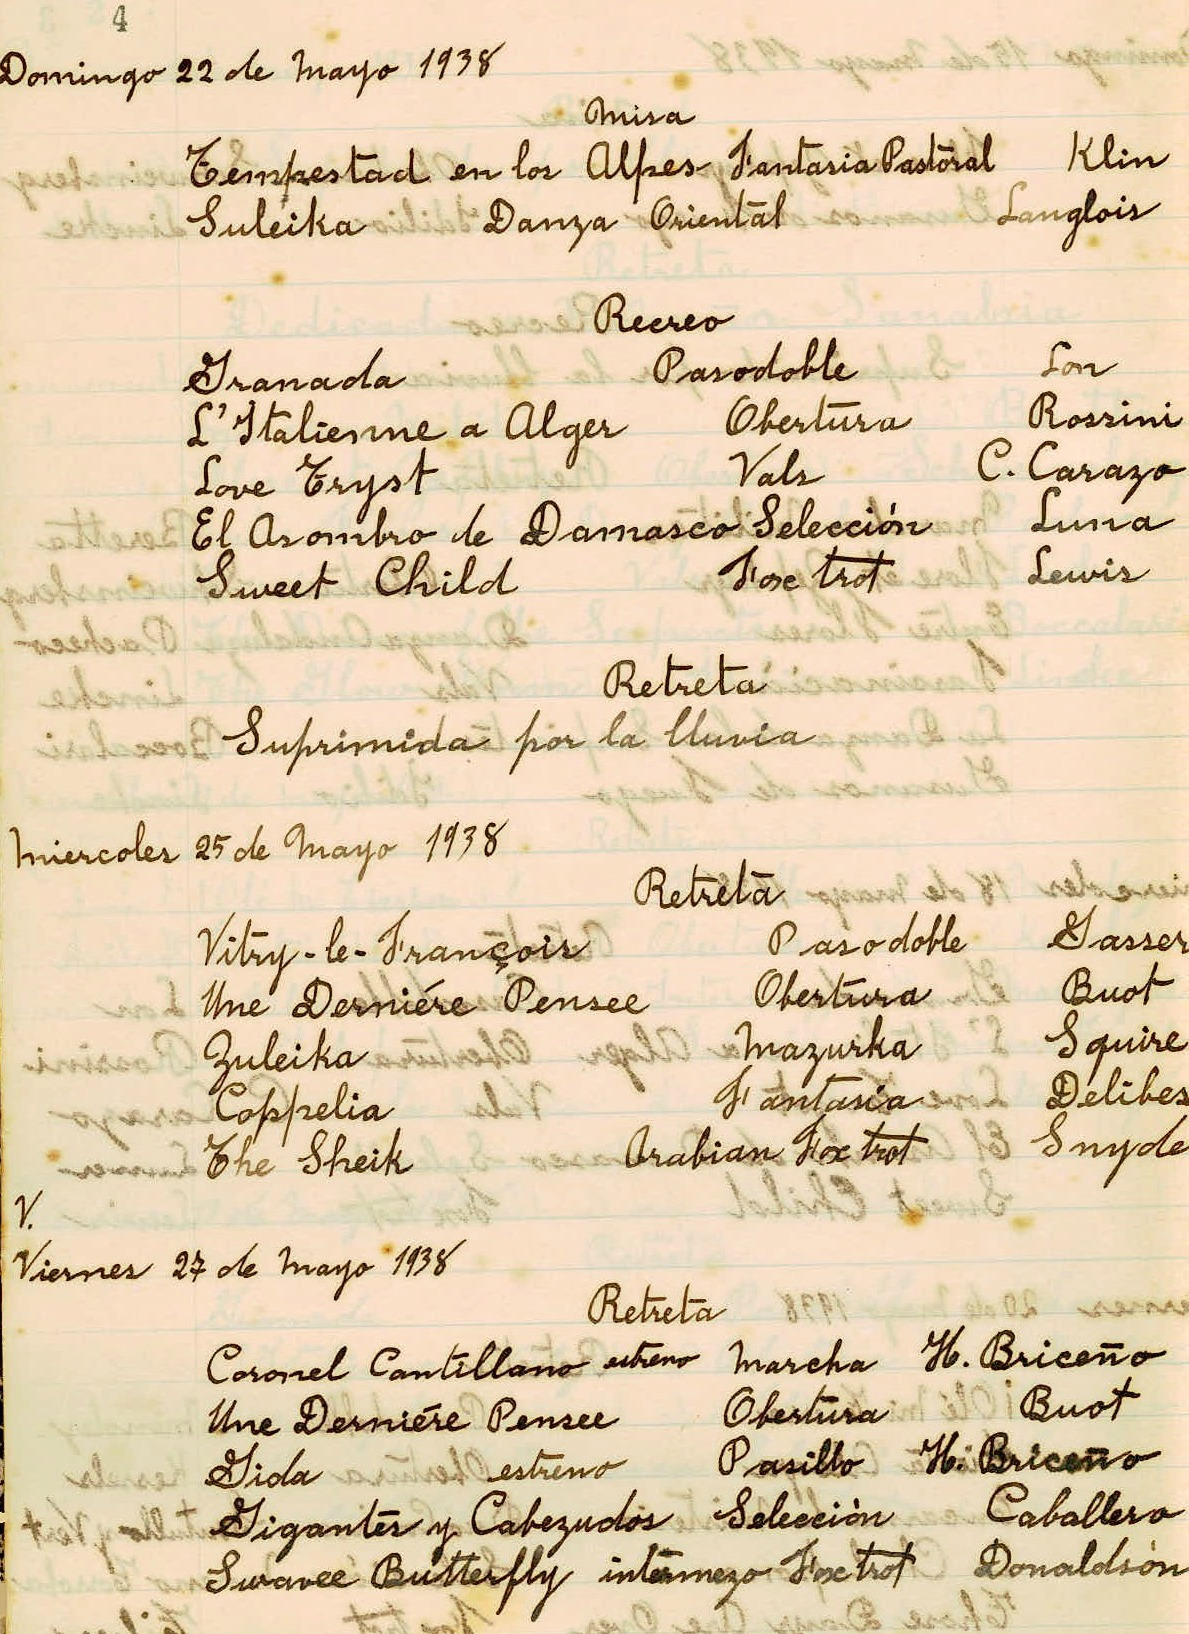 4
Domingo 22 de Mayo 1938
Misa
Tempestad en los Alpes Fantasia Pastoral Klin
Suleika Danza Oriental Langlois
Recreo
Granada Pasodoble Lon
L'Italienne a Alger Obertura Rossini
Love Tryst Vals C. Carazo
El Asombro de Damasco Selección Luna
Sweet Child Fox trot Lewis
Retreta
Suprimida por la lluvia
Miercoles 25 de Mayo 1938
Retreta
Vitry-le-François Pasodoble Gasser
Une Derniére Pensee Obertura Buot
Zuleika Mazurka Squire
Coppelia Fantasia Delibes
The Sheik Arabian Fox trot Snyde
V.
Viernes 27 de Mayo 1938
Retreta
Coronel Cantillano estreno Marcha H. Briceño
Une Derniére Pensee Obertura Buot
Gida estreno Pasillo H. Briceño
Gigantes y Cabezudos Selección Caballero
Swavee Butterfly intermezo Fox trot Donaldson